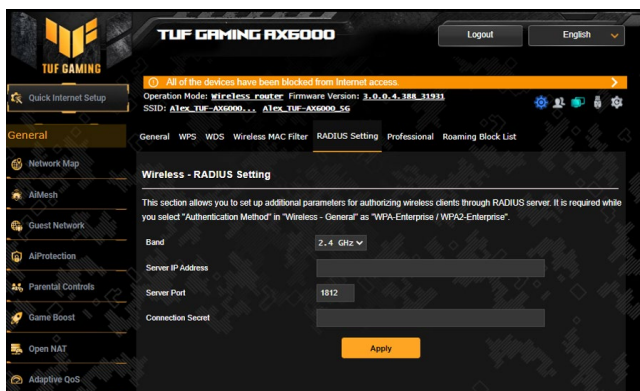 TUF GAMING AX6000
Logout
English
TUF GAMING
All of the devices have been blocked from Internet access.
Quick Internet Setup
Operation Mode: Wireless router Firmware Version: 3.0.0.4.388_31931
SSID: Alex_TUF-AX6000... Alex_TUF-AX6000_5G
General
General WPS WDS Wireless MAC Filter RADIUS Setting Professional Roaming Block List
Network Map
Wireless - RADIUS Setting
AiMesh
This section allows you to set up additional parameters for authorizing wireless clients through RADIUS server. It is required while
you select "Authentication Method" in "Wireless - General" as "WPA-Enterprise / WPA2-Enterprise".
Guest Network
Band 2.4 GHz
AiProtection
Server IP Address
Parental Controls
Server Port 1812
Game Boost
Connection Secret
Open NAT
Apply
Adaptive QoS